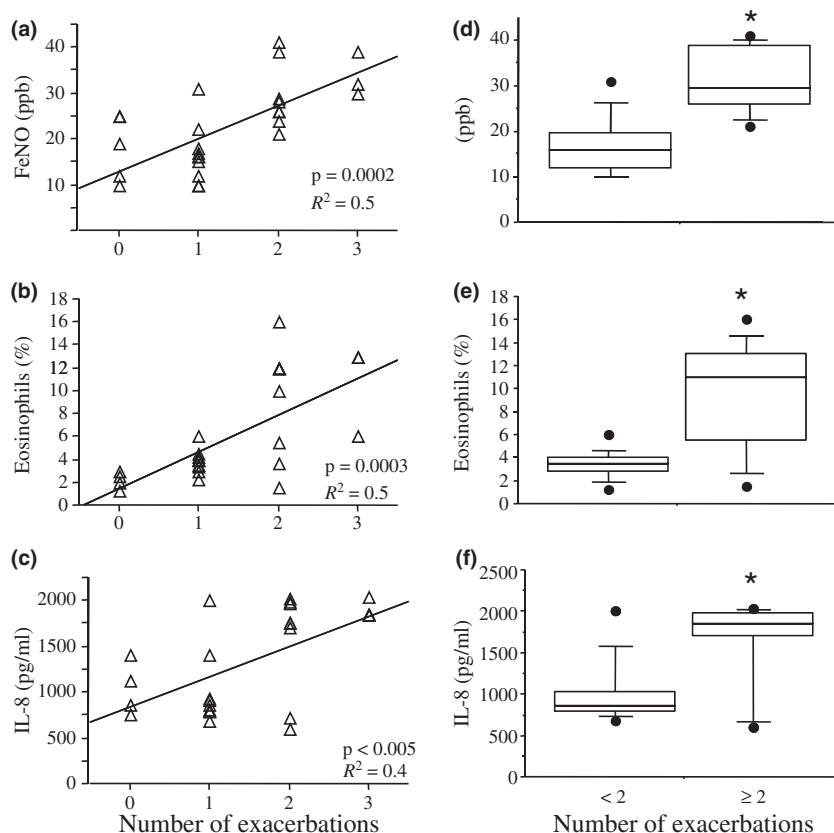 (a)
FeNO (ppb)
40
30
20
10
0
1
2
3
p = 0.0002
R² = 0.5
(d)
(ppb)
40
30
20
10
0
*
(b)
Eosinophils (%)
18
16
14
12
10
8
6
4
2
0
0
1
2
3
p = 0.0003
R² = 0.5
(e)
Eosinophils (%)
18
16
14
12
10
8
6
4
2
0
*
(c)
IL-8 (pg/ml)
2000
1500
1000
500
0
0
1
2
3
p < 0.005
R² = 0.4
Number of exacerbations
(f)
IL-8 (pg/ml)
2500
2000
1500
1000
500
0
*
< 2
≥ 2
Number of exacerbations